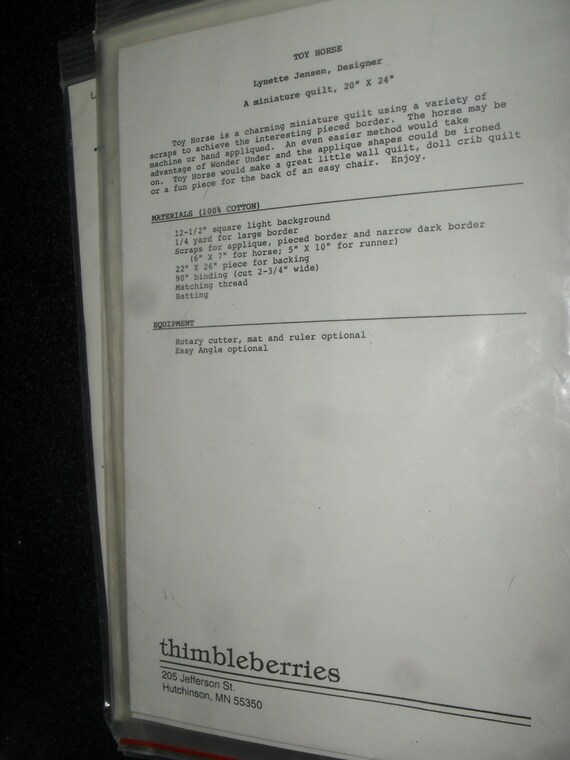 TOY HORSE
Lynette Jensen, Designer
A miniature quilt, 20" X 24"
Toy Horse is a charming miniature quilt using a variety of
scraps to achieve the interesting pieced border. The horse may be
machine or hand appliqued. An even easier method would take
advantage of Wonder Under and the applique shapes could be ironed
on. Toy Horse would make a great little wall quilt, doll crib quilt
or a fun piece for the back of an easy chair. Enjoy.
MATERIALS (100% COTTON)
12-1/2" square light background
1/4 yard for large border
Scraps for applique, pieced border and narrow dark border
(6" X 7" for horse; 5" X 10" for runner)
22" X 26" piece for backing
90" binding (cut 2-3/4" wide)
Matching thread
Batting
EQUIPMENT
Rotary cutter, mat and ruler optional
Easy Angle optional
thimbleberries
205 Jefferson St.
Hutchinson, MN 55350